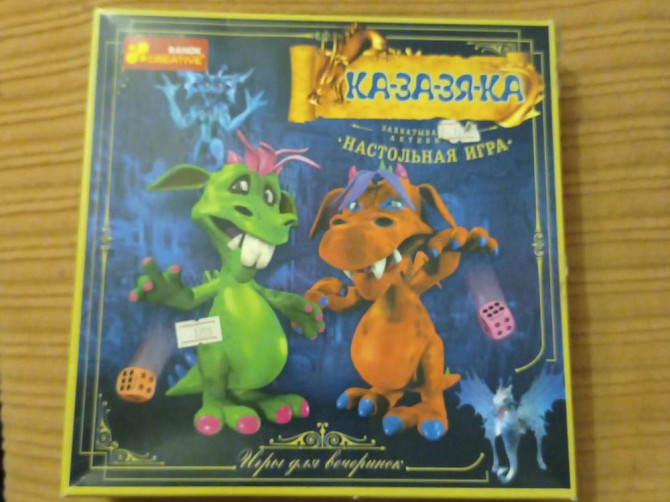 RANOK
CREATIVE
КА-ЗА-ЗЯ-КА
НАСТОЛЬНАЯ ИГРА
Игры для вечеринок